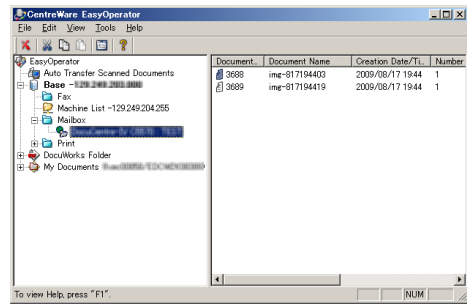 CentreWare EasyOperator
File Edit View Tools Help
EasyOperator
Auto Transfer Scanned Documents
Base -
Fax
Machine List -129.249.204.255
Mailbox
Print
DocuWorks Folder
My Documents
Document.. Document Name Creation Date/Ti.. Number
3688 img-817194403 2009/08/17 19:44 1
3689 img-817194419 2009/08/17 19:44 1
To view Help, press "F1".
NUM